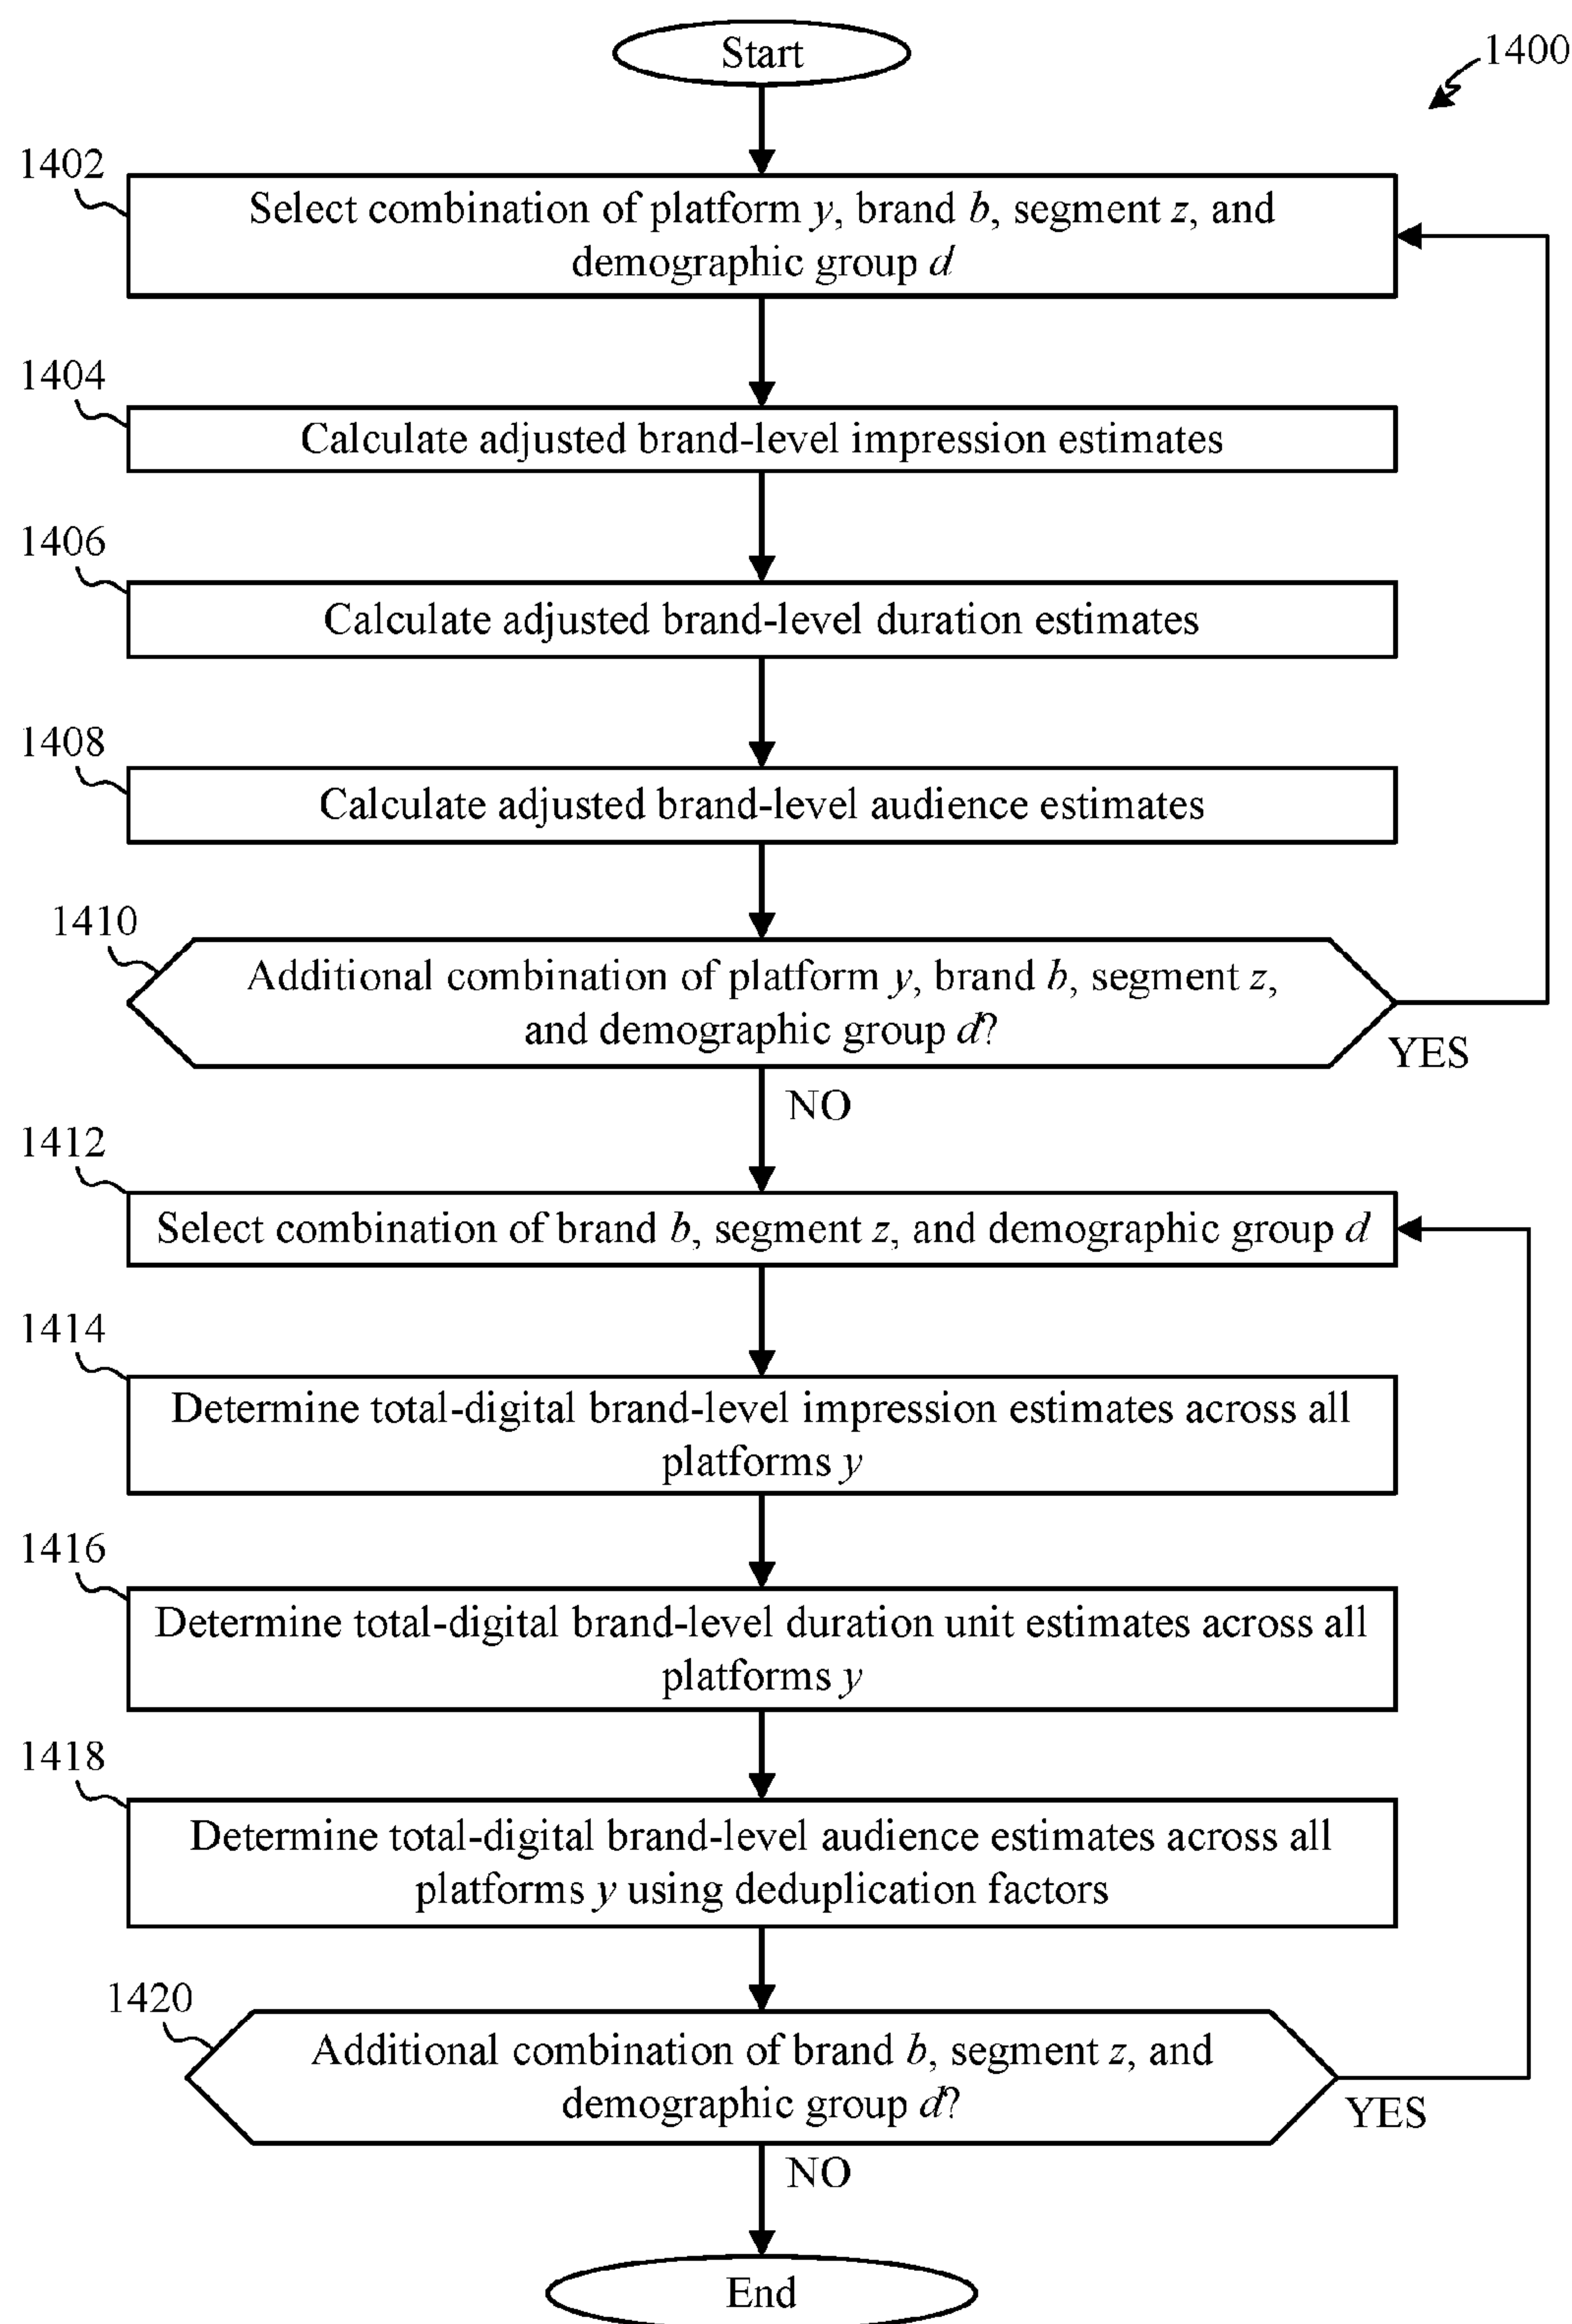 Start
1400
1402
Select combination of platform y, brand b, segment z, and
demographic group d
1404
Calculate adjusted brand-level impression estimates
1406
Calculate adjusted brand-level duration estimates
1408
Calculate adjusted brand-level audience estimates
1410
Additional combination of platform y, brand b, segment z,
and demographic group d?
YES
NO
1412
Select combination of brand b, segment z, and demographic group d
1414
Determine total-digital brand-level impression estimates across all
platforms y
1416
Determine total-digital brand-level duration unit estimates across all
platforms y
1418
Determine total-digital brand-level audience estimates across all
platforms y using deduplication factors
1420
Additional combination of brand b, segment z, and
demographic group d?
YES
NO
End